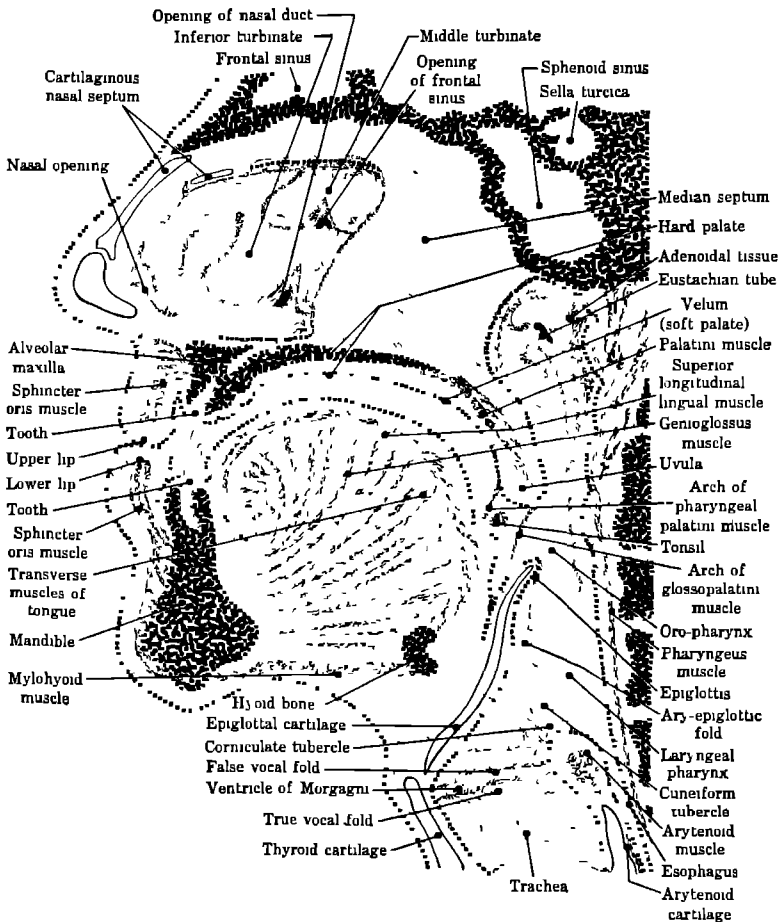 Opening of nasal duct
Inferior turbinate
Frontal sinus
Middle turbinate
Opening
of frontal
sinus
Sphenoid sinus
Sella turcica
Cartilaginous
nasal septum
Nasal opening
Median septum
Hard palate
Adenoidal tissue
Eustachian tube
Velum
(soft palate)
Palatini muscle
Superior
longitudinal
lingual muscle
Genioglossus
muscle
Uvula
Arch of
pharyngeal
palatini muscle
Tonsil
Arch of
glossopalatini
muscle
Oro-pharynx
Pharyngeus
muscle
Epiglottis
Ary-epiglottic
fold
Laryngeal
pharynx
Cuneiform
tubercle
Arytenoid
muscle
Esophagus
Arytenoid
cartilage
Alveolar
maxilla
Sphincter
oris muscle
Tooth
Upper lip
Lower lip
Tooth
Sphincter
oris muscle
Transverse
muscles of
tongue
Mandible
Mylohyoid
muscle
Hyoid bone
Epiglottal cartilage
Corniculate tubercle
False vocal fold
Ventricle of Morgagni
True vocal fold
Thyroid cartilage
Trachea